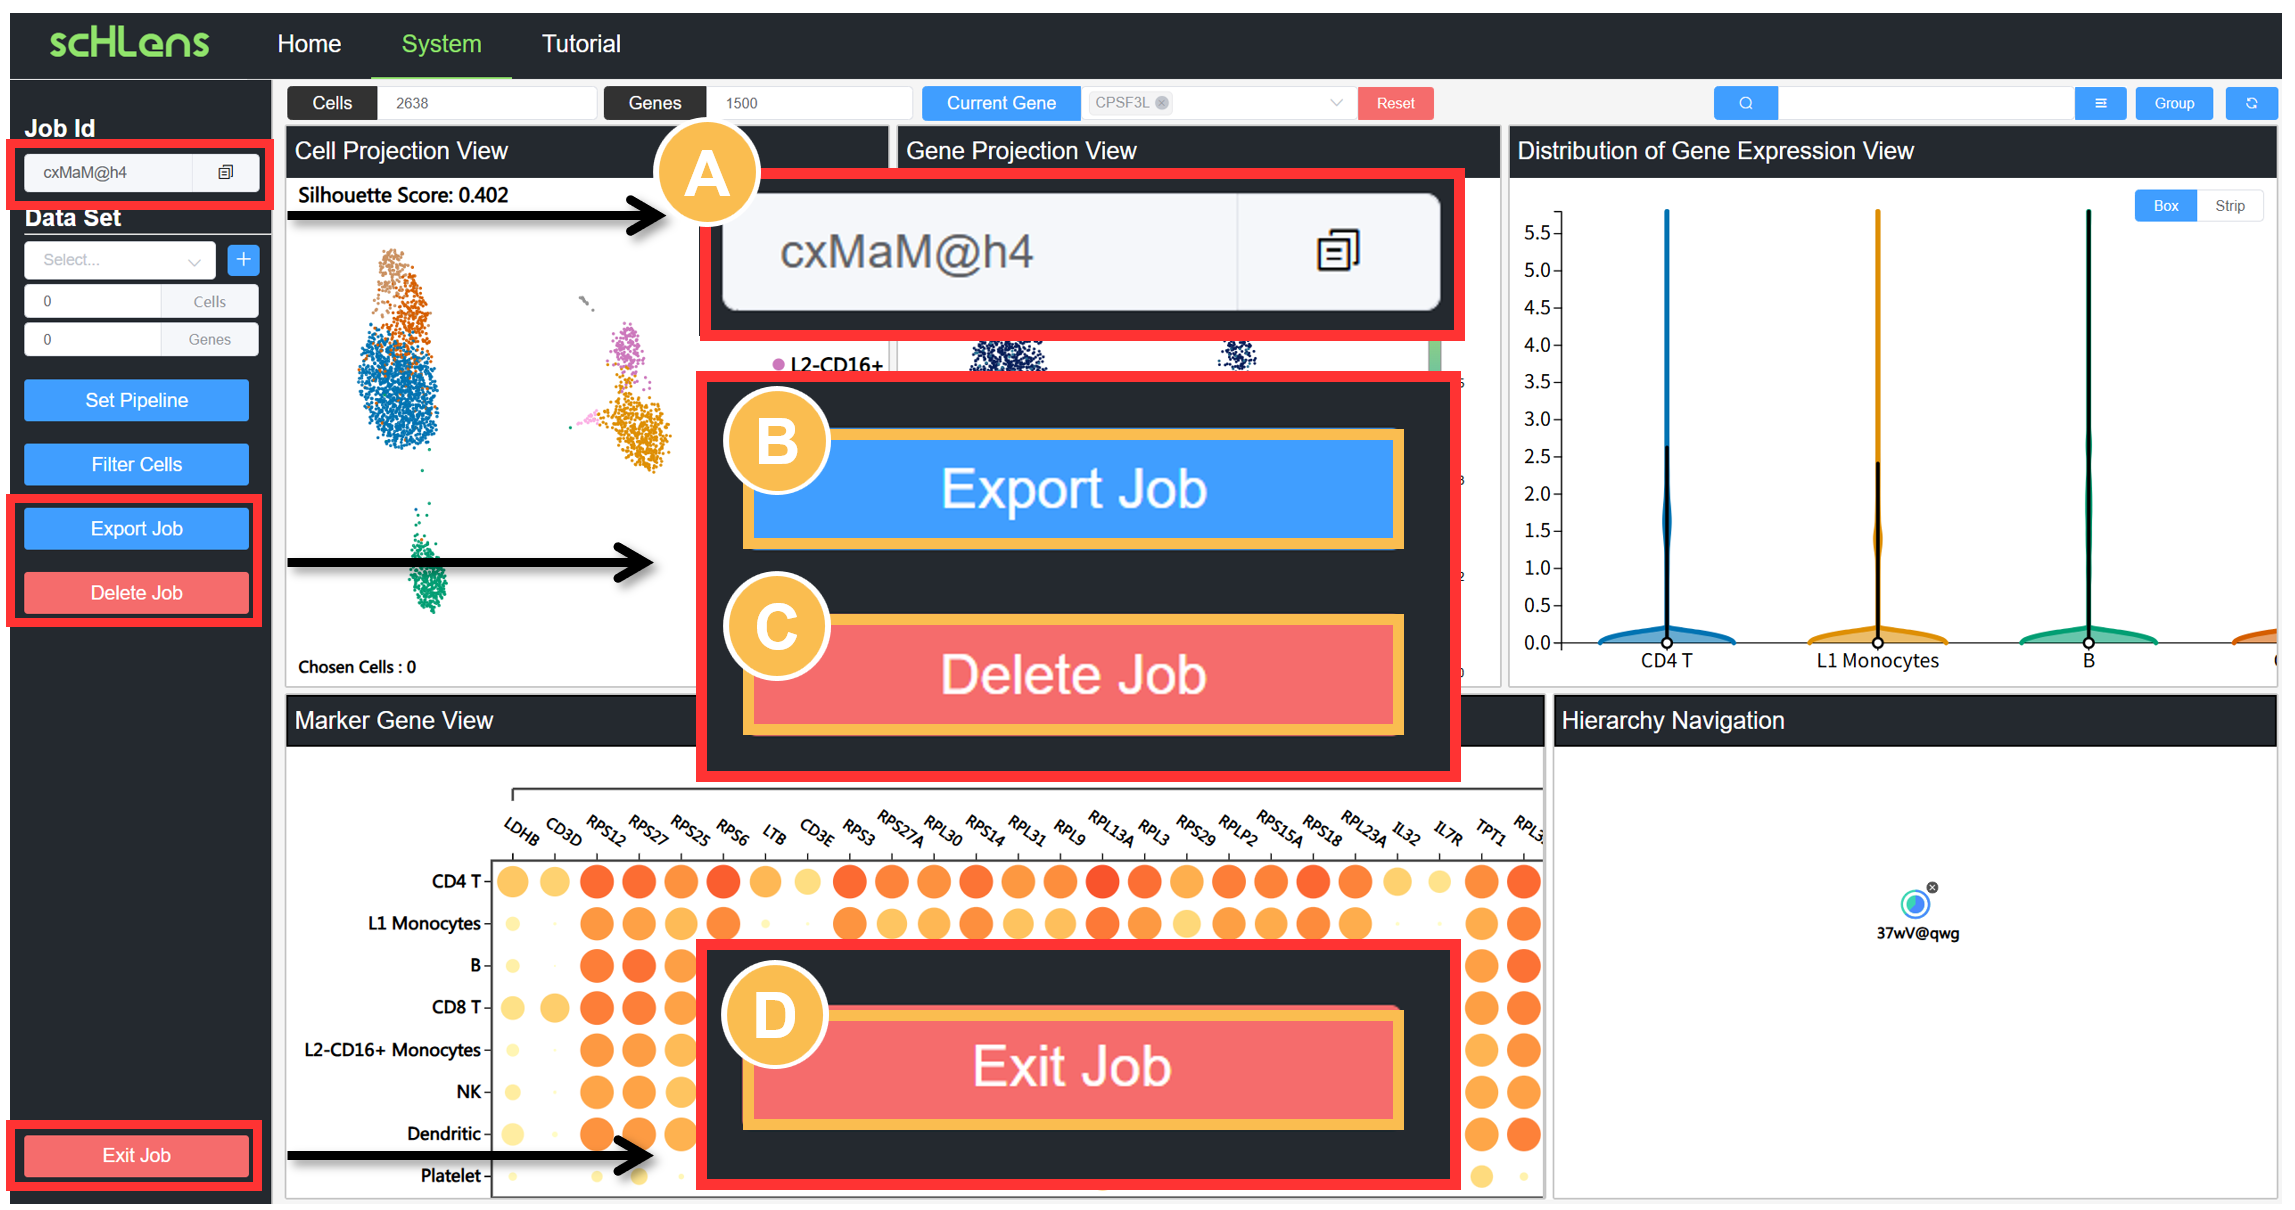 scHLens
Home
System
Tutorial
Job Id
cxMaM@h4
Data Set
Select...
0 Cells
0 Genes
Set Pipeline
Filter Cells
Export Job
Delete Job
Exit Job
Cells 2638
Genes 1500
Current Gene CPSF3L
Reset
Group
Cell Projection View
Silhouette Score: 0.402
L2-CD16+
Chosen Cells : 0
Gene Projection View
A
cxMaM@h4
B
Export Job
C
Delete Job
D
Exit Job
Distribution of Gene Expression View
Box Strip
5.5
5.0
4.5
4.0
3.5
3.0
2.5
2.0
1.5
1.0
0.5
0.0
CD4 T
L1 Monocytes
B
Marker Gene View
LDHB
CD3D
RPS12
RPS27
RPS25
RPS6
LTB
CD3E
RPS3
RPS27A
RPL30
RPS14
RPL31
RPL9
RPL13A
RPL3
RPS29
RPLP2
RPS15A
RPS18
RPL23A
IL32
IL7R
TPT1
CD4 T
L1 Monocytes
B
CD8 T
L2-CD16+ Monocytes
NK
Dendritic
Platelet
Hierarchy Navigation
37wV@qwg